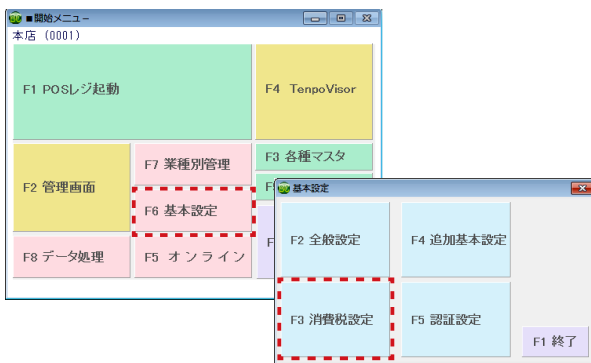 ■開始メニュー
本店 (0001)
F1 POSレジ起動
F4 TenpoVisor
F2 管理画面
F7 業種別管理
F3 各種マスタ
F6 基本設定
F8 データ処理
F5 オンライン
基本設定
F2 全般設定
F4 追加基本設定
F3 消費税設定
F5 認証設定
F1 終了